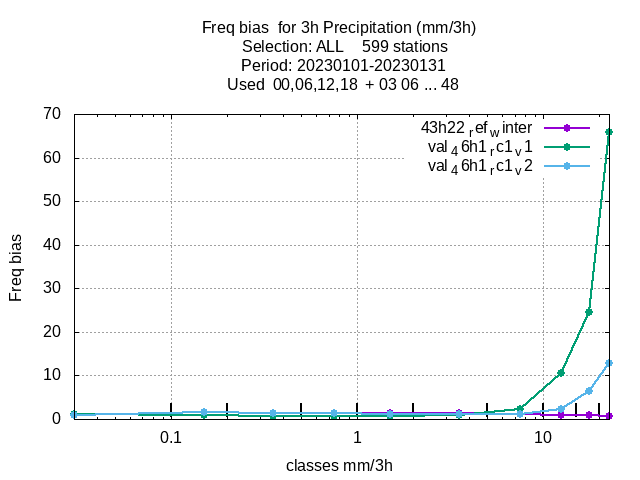 Freq bias  for 3h Precipitation (mm/3h)
Selection: ALL    599 stations
Period: 20230101-20230131
Used  00,06,12,18  + 03 06 ... 48
43h22_ref_winter
val_46h1_rc1_v1
val_46h1_rc1_v2
70
60
50
40
30
20
10
0
Freq bias
0.1 1 10
classes mm/3h